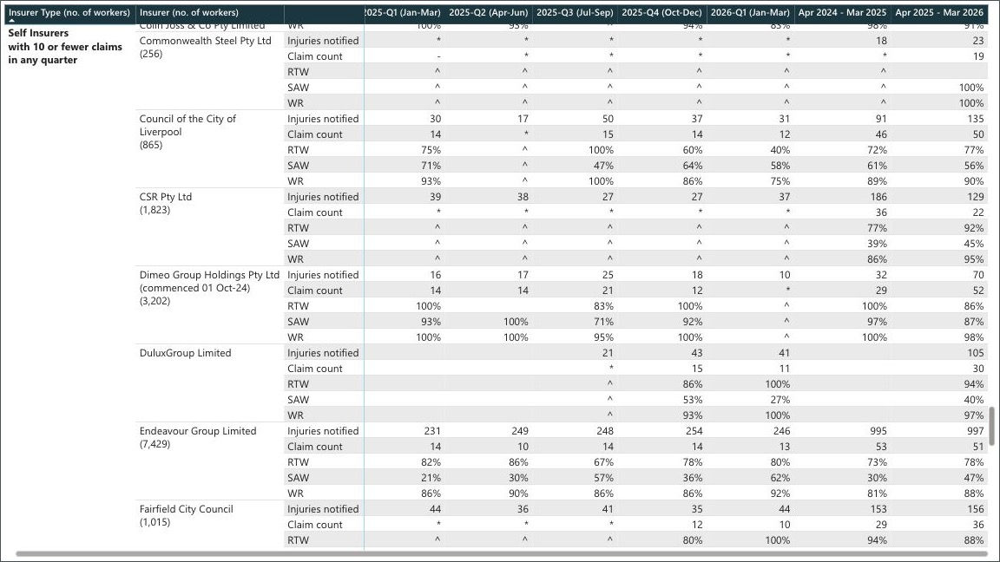 Insurer Type (no. of workers) Insurer (no. of workers) 2025-Q1 (Jan-Mar) 2025-Q2 (Apr-Jun) 2025-Q3 (Jul-Sep) 2025-Q4 (Oct-Dec) 2026-Q1 (Jan-Mar) Apr 2024 - Mar 2025 Apr 2025 - Mar 2026
Self Insurers
with 10 or fewer claims
in any quarter
Colin Joss & Co Pty Limited WR 100% 93% ^ 94% 83% 98% 91%
Commonwealth Steel Pty Ltd Injuries notified * * * * * 18 23
(256) Claim count - * * * * * 19
RTW ^ ^ ^ ^ ^ ^
SAW ^ ^ ^ ^ ^ ^ 100%
WR ^ ^ ^ ^ ^ ^ 100%
Council of the City of Injuries notified 30 17 50 37 31 91 135
Liverpool Claim count 14 * 15 14 12 46 50
(865) RTW 75% ^ 100% 60% 40% 72% 77%
SAW 71% ^ 47% 64% 58% 61% 56%
WR 93% ^ 100% 86% 75% 89% 90%
CSR Pty Ltd Injuries notified 39 38 27 27 37 186 129
(1,823) Claim count * * * * * 36 22
RTW ^ ^ ^ ^ ^ 77% 92%
SAW ^ ^ ^ ^ ^ 39% 45%
WR ^ ^ ^ ^ ^ 86% 95%
Dimeo Group Holdings Pty Ltd Injuries notified 16 17 25 18 10 32 70
(commenced 01 Oct-24) Claim count 14 14 21 12 * 29 52
(3,202) RTW 100% 83% 100% ^ 100% 86%
SAW 93% 100% 71% 92% ^ 97% 87%
WR 100% 100% 95% 100% ^ 100% 98%
DuluxGroup Limited Injuries notified 21 43 41 105
Claim count * 15 11 30
RTW ^ 86% 100% 94%
SAW ^ 53% 27% 40%
WR ^ 93% 100% 97%
Endeavour Group Limited Injuries notified 231 249 248 254 246 995 997
(7,429) Claim count 14 10 14 14 13 53 51
RTW 82% 86% 67% 78% 80% 73% 78%
SAW 21% 30% 57% 36% 62% 30% 47%
WR 86% 90% 86% 86% 92% 81% 88%
Fairfield City Council Injuries notified 44 36 41 35 44 153 156
(1,015) Claim count * * * 12 10 29 36
RTW ^ ^ ^ 80% 100% 94% 88%